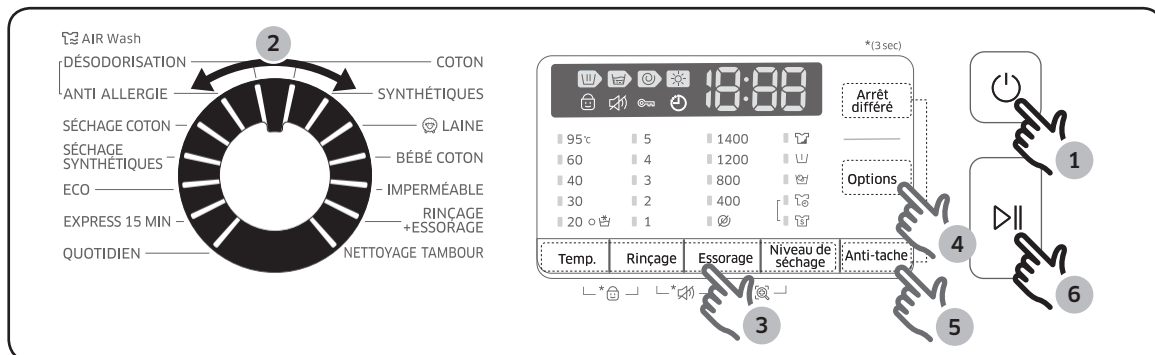 AIR Wash
DÉSODORISATION
ANTI ALLERGIE
SÉCHAGE COTON
SÉCHAGE
SYNTHÉTIQUES
ECO
EXPRESS 15 MIN
QUOTIDIEN
2
COTON
SYNTHÉTIQUES
LAINE
BÉBÉ COTON
IMPERMÉABLE
RINÇAGE
+ESSORAGE
NETTOYAGE TAMBOUR
*(3 sec)
18:88
Arrêt
différé
95℃ 5 1400
60 4 1200
40 3 800
30 2 400
20 1
Options
Temp. Rinçage Essorage Niveau de
séchage Anti-tache
* *
3
4
5
1
6